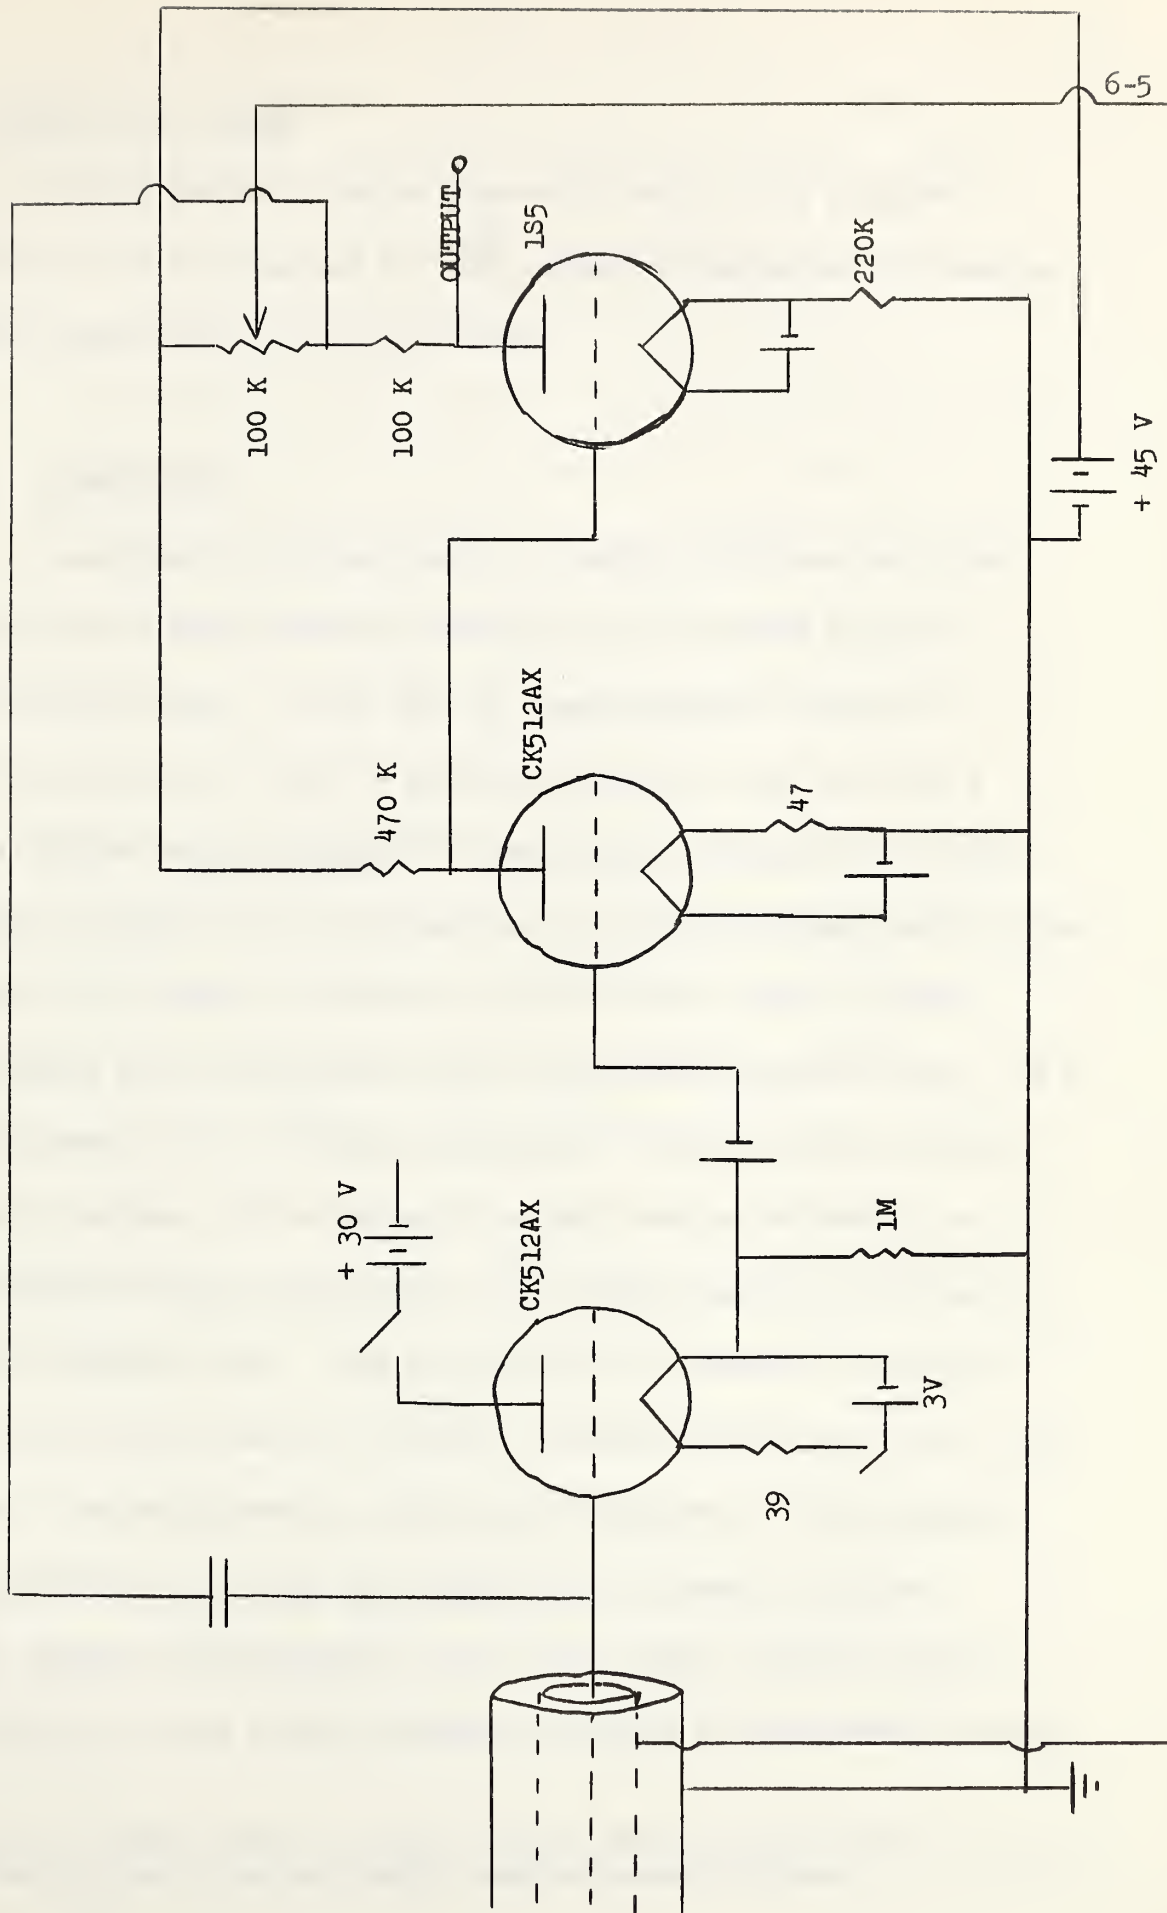 6-5
OUTPUT
1S5
220K
100 K
100 K
+ 45 V
CK512AX
470 K
47
+ 30 V
CK512AX
1M
3V
39